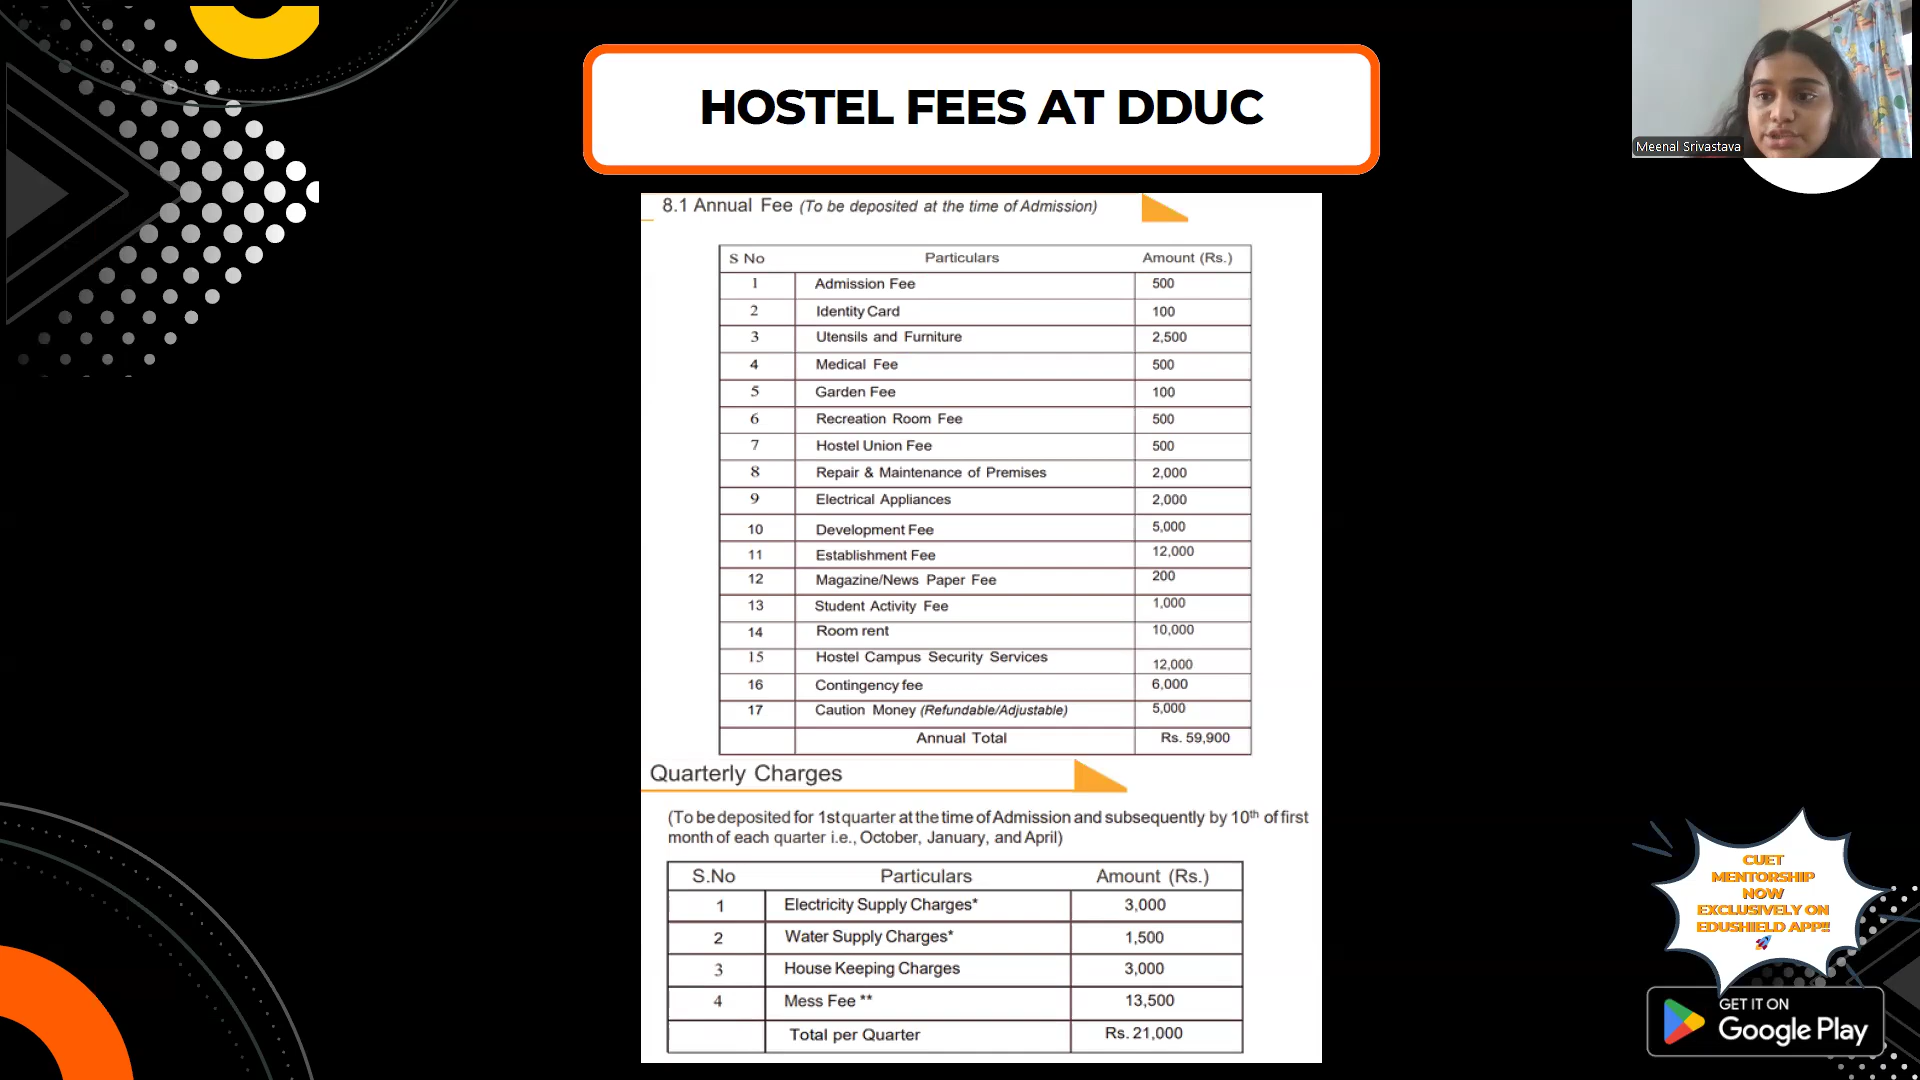 HOSTEL FEES AT DDUC
Meenal Srivastava
8.1 Annual Fee (To be deposited at the time of Admission)
S No Particulars Amount (Rs.)
1 Admission Fee 500
2 Identity Card 100
3 Utensils and Furniture 2,500
4 Medical Fee 500
5 Garden Fee 100
6 Recreation Room Fee 500
7 Hostel Union Fee 500
8 Repair & Maintenance of Premises 2,000
9 Electrical Appliances 2,000
10 Development Fee 5,000
11 Establishment Fee 12,000
12 Magazine/News Paper Fee 200
13 Student Activity Fee 1,000
14 Room rent 10,000
15 Hostel Campus Security Services 12,000
16 Contingency fee 6,000
17 Caution Money (Refundable/Adjustable) 5,000
Annual Total Rs. 59,900
Quarterly Charges
(To be deposited for 1st quarter at the time of Admission and subsequently by 10th of first
month of each quarter i.e., October, January, and April)
S.No Particulars Amount (Rs.)
1 Electricity Supply Charges* 3,000
2 Water Supply Charges* 1,500
3 House Keeping Charges 3,000
4 Mess Fee ** 13,500
Total per Quarter Rs. 21,000
CUET
MENTORSHIP
NOW
EXCLUSIVELY ON
EDUSHIELD APP!!
GET IT ON
Google Play